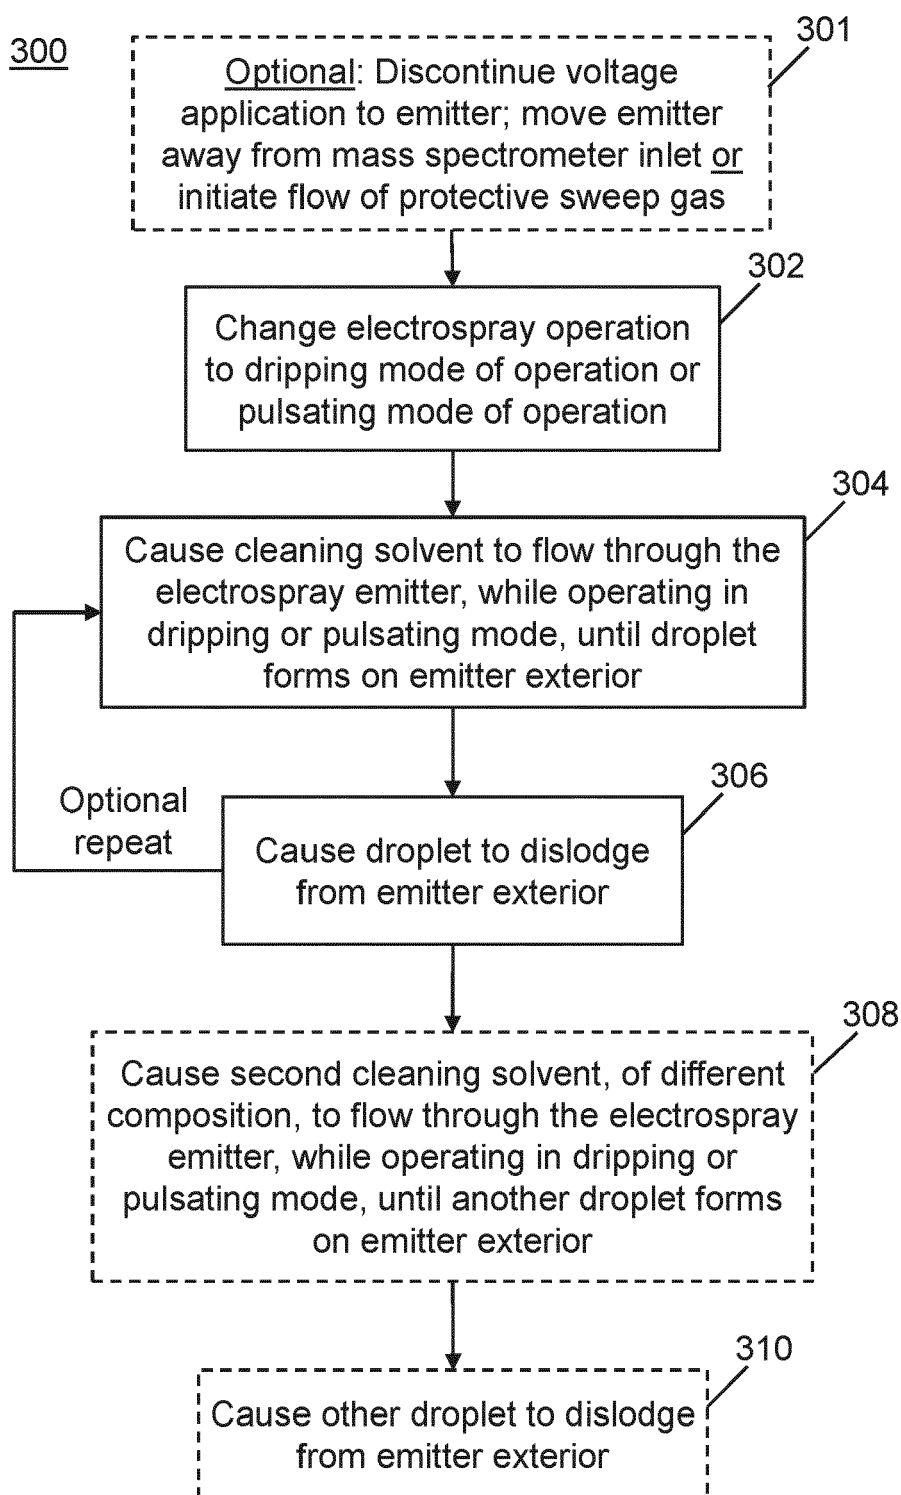 300
301
Optional: Discontinue voltage
application to emitter; move emitter
away from mass spectrometer inlet or
initiate flow of protective sweep gas
302
Change electrospray operation
to dripping mode of operation or
pulsating mode of operation
304
Cause cleaning solvent to flow through the
electrospray emitter, while operating in
dripping or pulsating mode, until droplet
forms on emitter exterior
Optional
repeat
306
Cause droplet to dislodge
from emitter exterior
308
Cause second cleaning solvent, of different
composition, to flow through the electrospray
emitter, while operating in dripping or
pulsating mode, until another droplet forms
on emitter exterior
310
Cause other droplet to dislodge
from emitter exterior